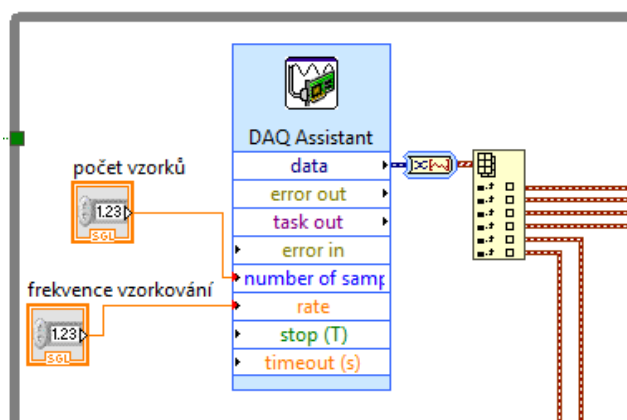 DAQ Assistant
data
error out
task out
error in
number of samp
rate
stop (T)
timeout (s)
počet vzorků
1.23
SGL
frekvence vzorkování
1.23
SGL